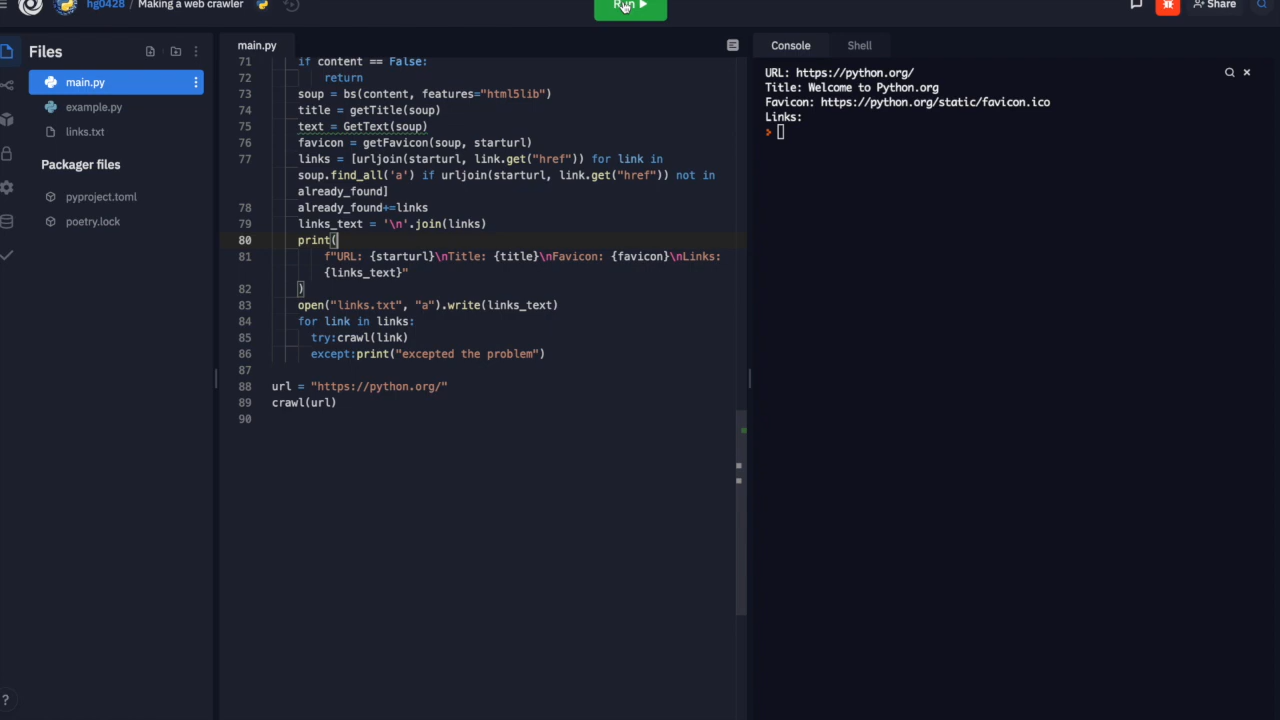 hg0428 / Making a web crawler
Run
Share
Files
main.py
example.py
links.txt
Packager files
pyproject.toml
poetry.lock
main.py
71 if content == False:
72 return
73 soup = bs(content, features="html5lib")
74 title = getTitle(soup)
75 text = GetText(soup)
76 favicon = getFavicon(soup, starturl)
77 links = [urljoin(starturl, link.get("href")) for link in
soup.find_all('a') if urljoin(starturl, link.get("href")) not in
already_found]
78 already_found+=links
79 links_text = '\n'.join(links)
80 print(
81 f"URL: {starturl}\nTitle: {title}\nFavicon: {favicon}\nLinks:
{links_text}"
82 )
83 open("links.txt", "a").write(links_text)
84 for link in links:
85 try:crawl(link)
86 except:print("excepted the problem")
87
88 url = "https://python.org/"
89 crawl(url)
90
Console
Shell
URL: https://python.org/
Title: Welcome to Python.org
Favicon: https://python.org/static/favicon.ico
Links:
>
?